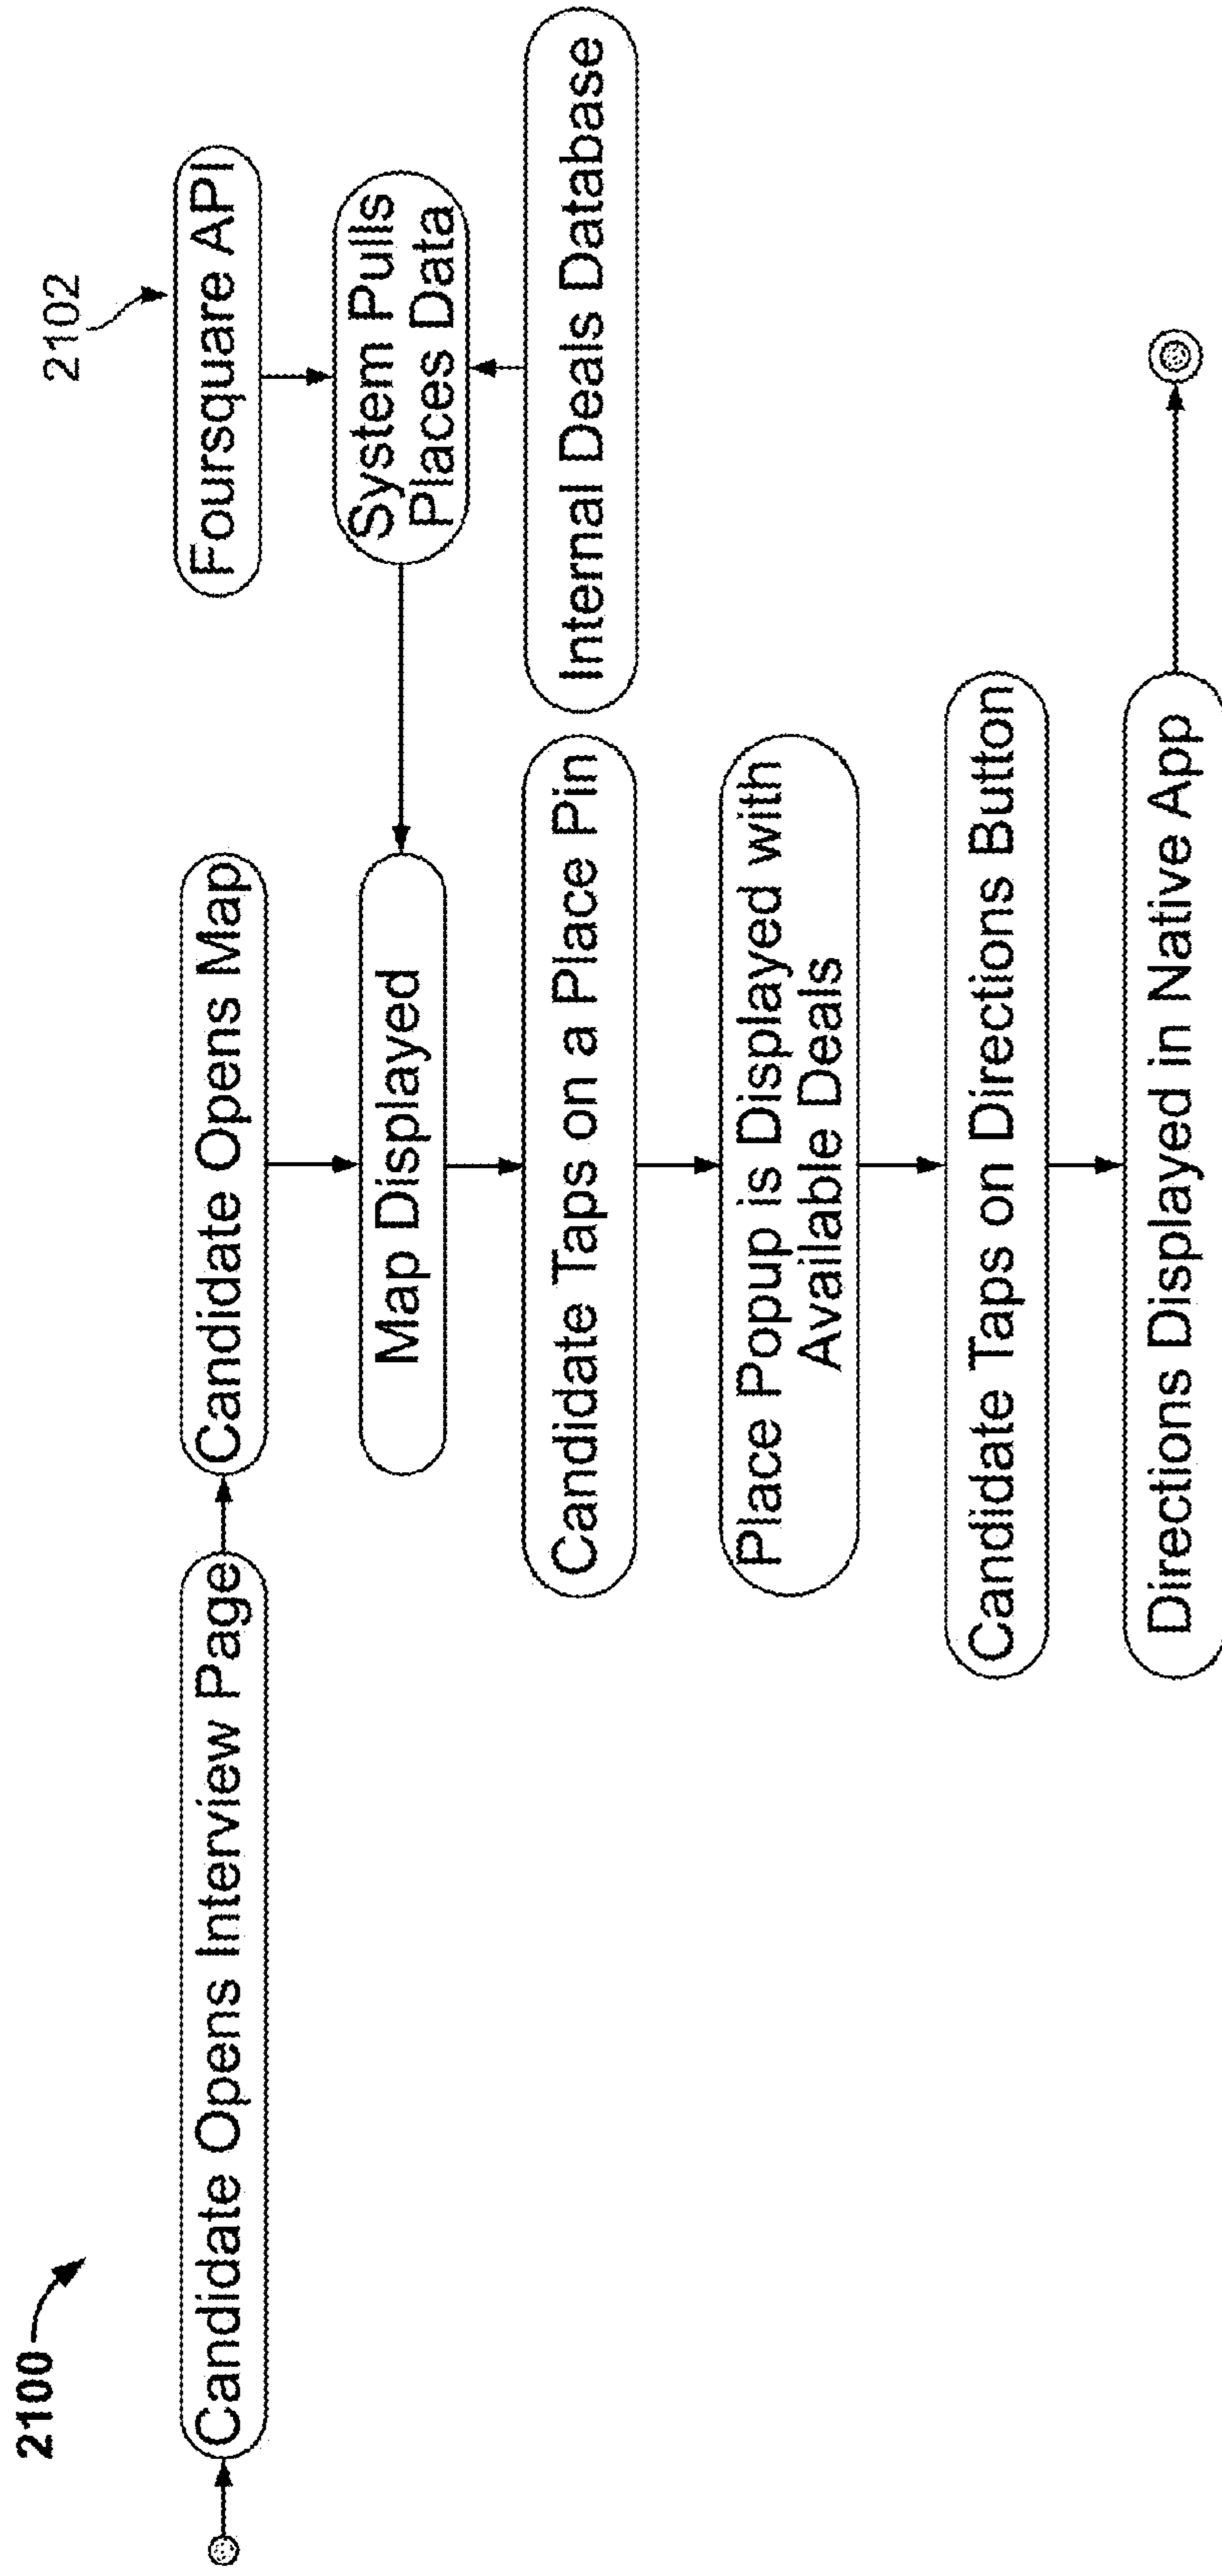 2100
2102
Candidate Opens Interview Page
Candidate Opens Map
Foursquare API
Map Displayed
System Pulls
Places Data
Candidate Taps on a Place Pin
Internal Deals Database
Place Popup is Displayed with
Available Deals
Candidate Taps on Directions Button
Directions Displayed in Native App